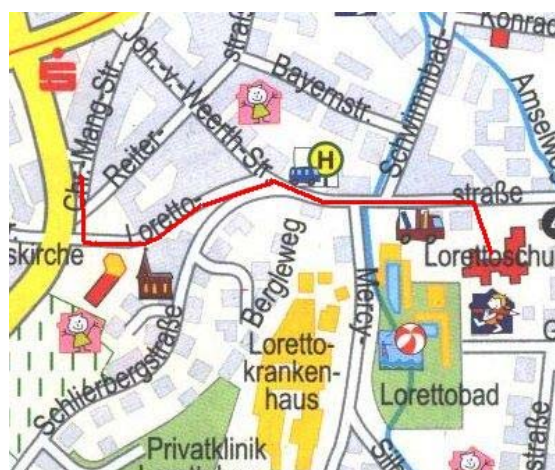 Konrad
Chr.-Mang-Str.
Joh.-v.-Weerth-Str.
straß
Bayernstr.
Schwimmbad-
Amselw
Reiter-
H
Loretto-
straße
skirche
Bergleweg
Mercy-
Lorettoschu
Schlierbergstraße
Loretto-
kranken-
haus
Lorettobad
straße
Privatklinik